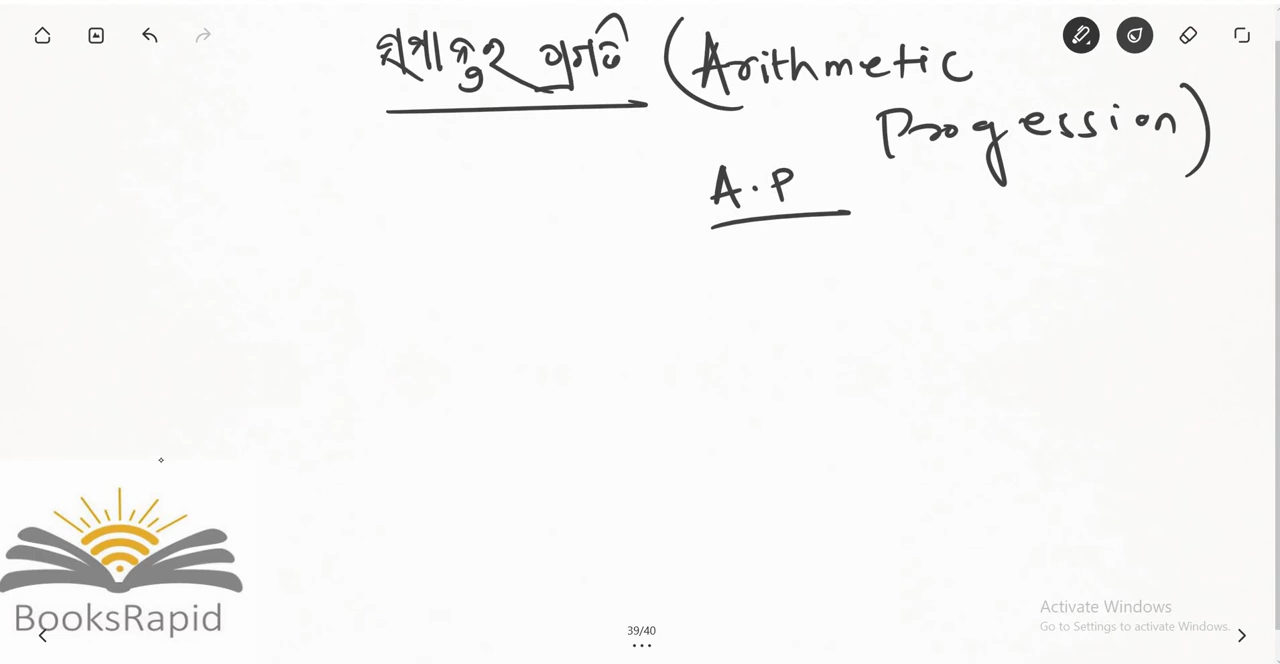 ସମାନ୍ତର ପ୍ରଗତି (Arithmetic
Progession)
A.P
BooksRapid
39/40
Activate Windows
Go to Settings to activate Windows.